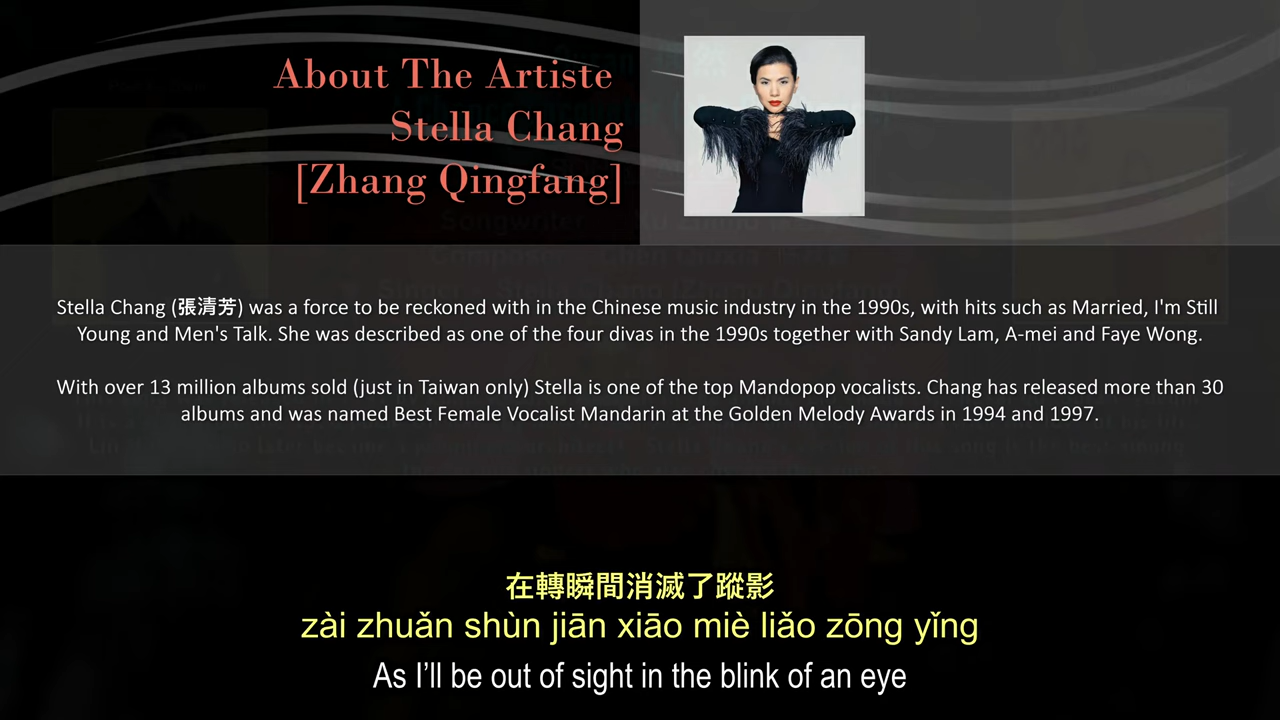 About The Artiste
Stella Chang
[Zhang Qingfang]
Stella Chang (張清芳) was a force to be reckoned with in the Chinese music industry in the 1990s, with hits such as Married, I'm Still
Young and Men's Talk. She was described as one of the four divas in the 1990s together with Sandy Lam, A-mei and Faye Wong.
With over 13 million albums sold (just in Taiwan only) Stella is one of the top Mandopop vocalists. Chang has released more than 30
albums and was named Best Female Vocalist Mandarin at the Golden Melody Awards in 1994 and 1997.
在轉瞬間消滅了蹤影
zài zhuǎn shùn jiān xiāo miè liǎo zōng yǐng
As I’ll be out of sight in the blink of an eye